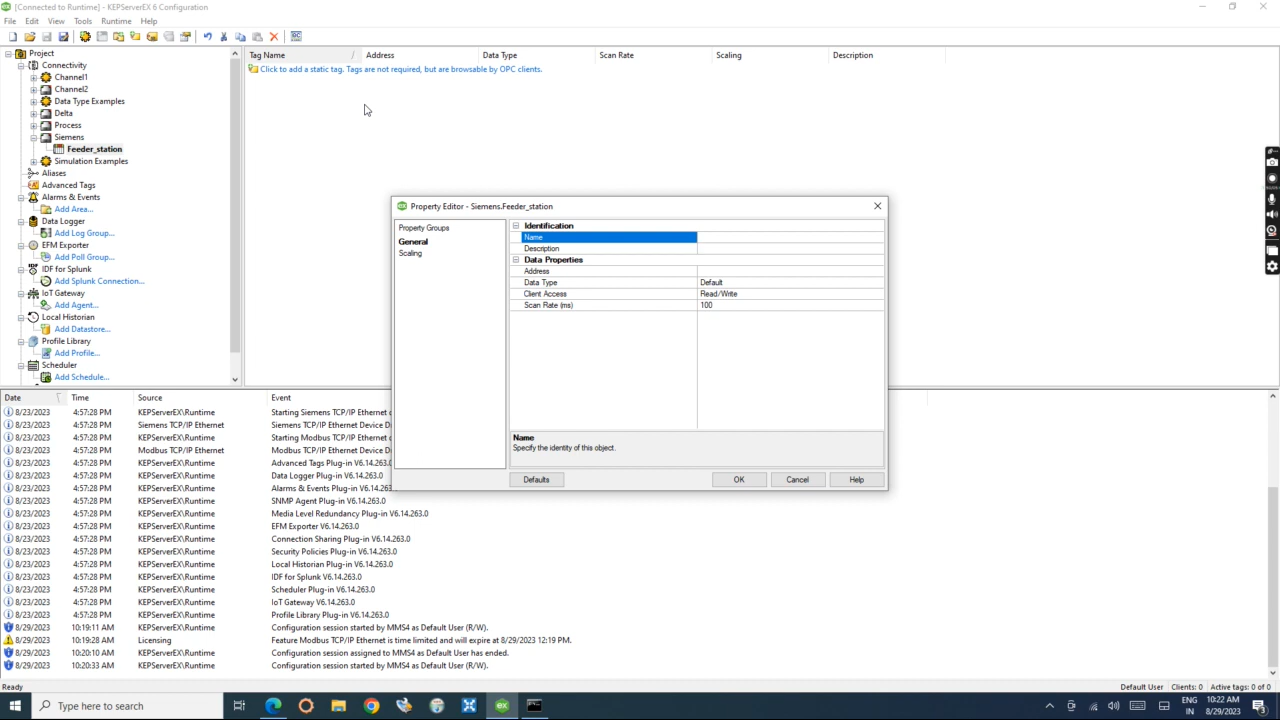 [Connected to Runtime] - KEPServerEX 6 Configuration
File Edit View Tools Runtime Help
Project
Connectivity
Channel1
Channel2
Data Type Examples
Delta
Process
Siemens
Feeder_station
Simulation Examples
Aliases
Advanced Tags
Alarms & Events
Add Area...
Data Logger
Add Log Group...
EFM Exporter
Add Poll Group...
IDF for Splunk
Add Splunk Connection...
IoT Gateway
Add Agent...
Local Historian
Add Datastore...
Profile Library
Add Profile...
Scheduler
Add Schedule...
Tag Name Address Data Type Scan Rate Scaling Description
Click to add a static tag. Tags are not required, but are browsable by OPC clients.
Property Editor - Siemens.Feeder_station
Property Groups
General
Scaling
Identification
Name
Description
Data Properties
Address
Data Type Default
Client Access Read/Write
Scan Rate (ms) 100
Name
Specify the identity of this object.
Defaults OK Cancel Help
Date Time Source Event
8/23/2023 4:57:28 PM KEPServerEX\Runtime Starting Siemens TCP/IP Ethernet
8/23/2023 4:57:28 PM Siemens TCP/IP Ethernet Siemens TCP/IP Ethernet Device D
8/23/2023 4:57:28 PM KEPServerEX\Runtime Starting Modbus TCP/IP Ethernet
8/23/2023 4:57:28 PM Modbus TCP/IP Ethernet Modbus TCP/IP Ethernet Device D
8/23/2023 4:57:28 PM KEPServerEX\Runtime Advanced Tags Plug-in V6.14.263.
8/23/2023 4:57:28 PM KEPServerEX\Runtime Data Logger Plug-in V6.14.263.0
8/23/2023 4:57:28 PM KEPServerEX\Runtime Alarms & Events Plug-in V6.14.263.
8/23/2023 4:57:28 PM KEPServerEX\Runtime SNMP Agent Plug-in V6.14.263.0
8/23/2023 4:57:28 PM KEPServerEX\Runtime Media Level Redundancy Plug-in V6.14.263.0
8/23/2023 4:57:28 PM KEPServerEX\Runtime EFM Exporter V6.14.263.0
8/23/2023 4:57:28 PM KEPServerEX\Runtime Connection Sharing Plug-in V6.14.263.0
8/23/2023 4:57:28 PM KEPServerEX\Runtime Security Policies Plug-in V6.14.263.0
8/23/2023 4:57:28 PM KEPServerEX\Runtime Local Historian Plug-in V6.14.263.0
8/23/2023 4:57:28 PM KEPServerEX\Runtime IDF for Splunk V6.14.263.0
8/23/2023 4:57:28 PM KEPServerEX\Runtime Scheduler Plug-in V6.14.263.0
8/23/2023 4:57:28 PM KEPServerEX\Runtime IoT Gateway V6.14.263.0
8/23/2023 4:57:28 PM KEPServerEX\Runtime Profile Library Plug-in V6.14.263.0
8/29/2023 10:19:11 AM KEPServerEX\Runtime Configuration session started by MMS4 as Default User (R/W).
8/29/2023 10:19:28 AM Licensing Feature Modbus TCP/IP Ethernet is time limited and will expire at 8/29/2023 12:19 PM.
8/29/2023 10:20:10 AM KEPServerEX\Runtime Configuration session assigned to MMS4 as Default User has ended.
8/29/2023 10:20:33 AM KEPServerEX\Runtime Configuration session started by MMS4 as Default User (R/W).
Ready Default User Clients: 0 Active tags: 0 of 0
Type here to search
ENG
IN
10:22 AM
8/29/2023